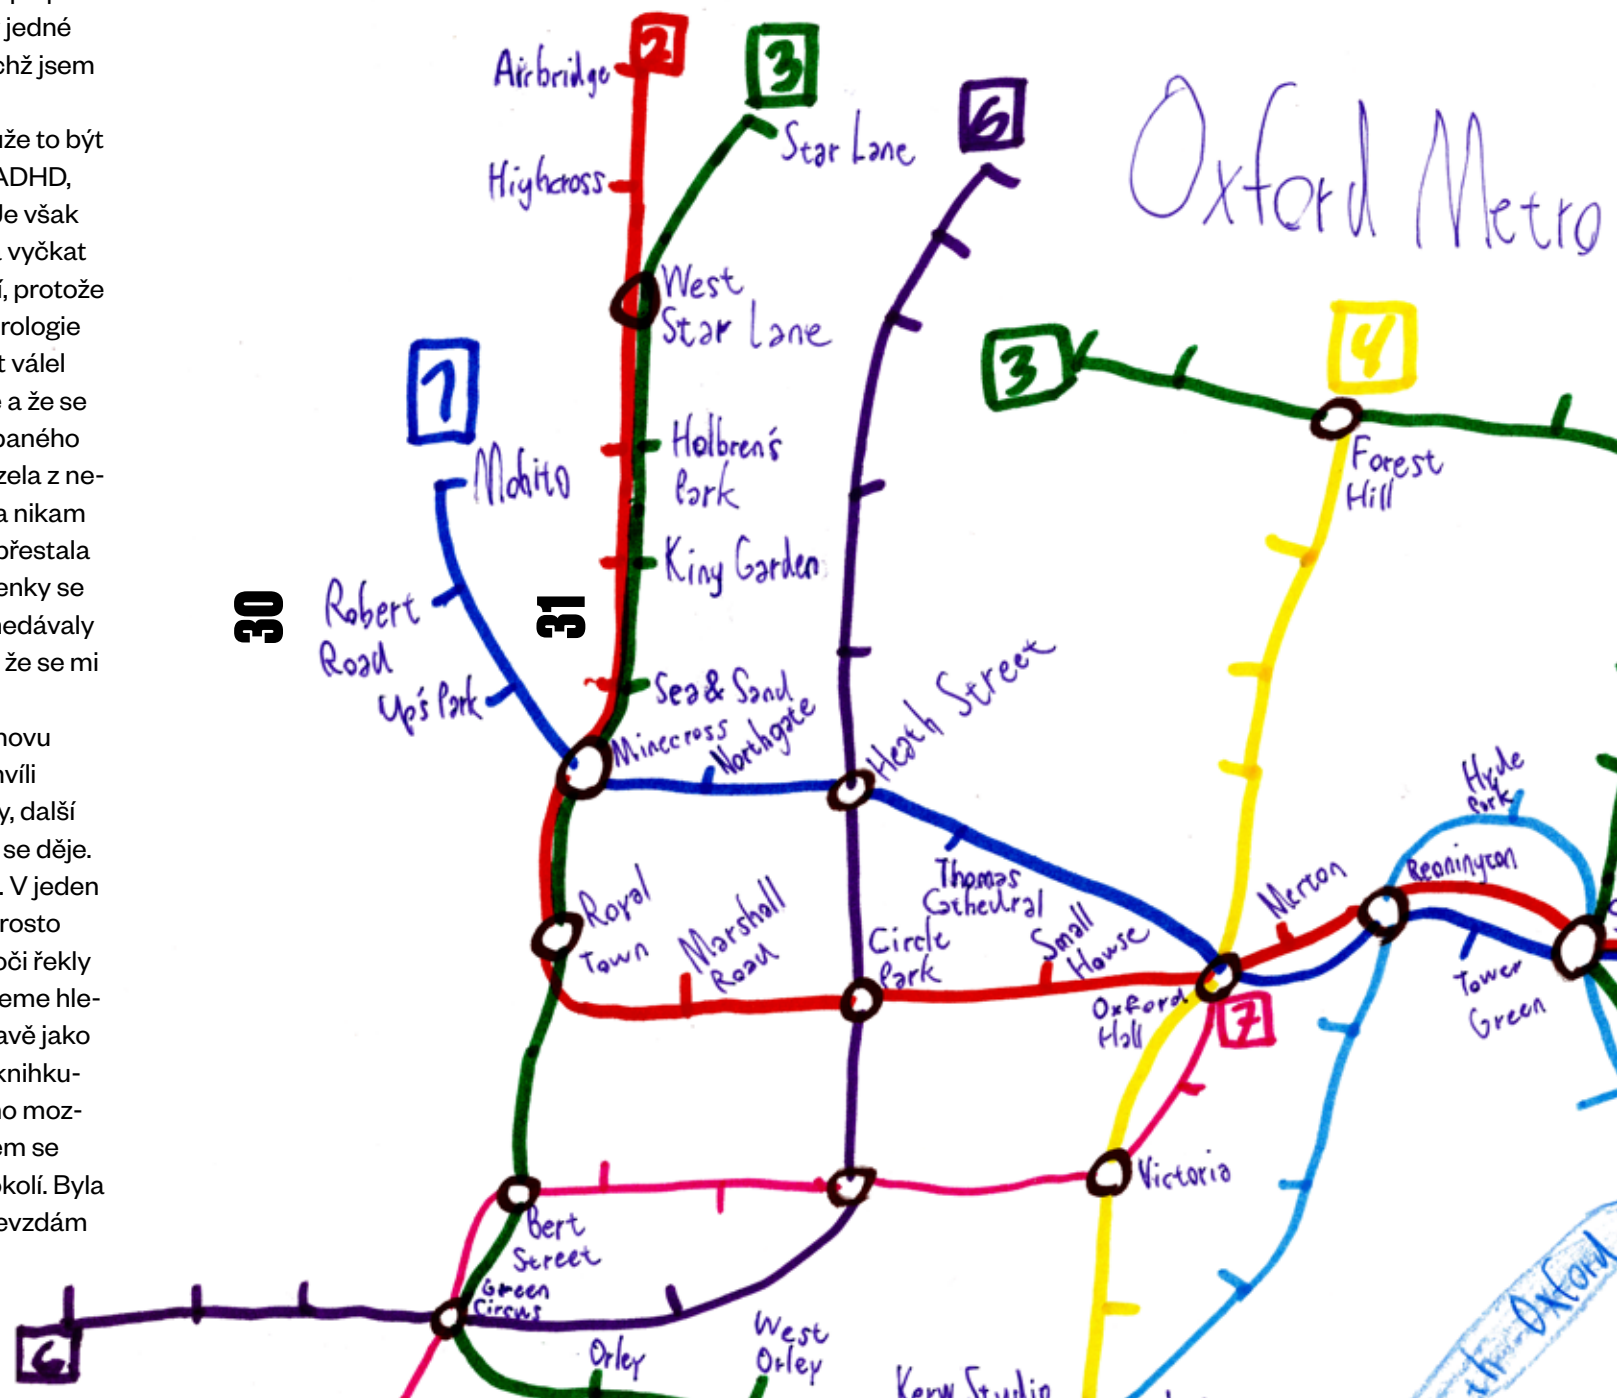 jedné
chž jsem
že to být
ADHD,
Je však
vyčkat
í, protože
rologie
t válel
e a že se
paného
zela z ne-
a nikam
přestala
enky se
nedávaly
že se mi
novu
hvíli
y, další
se děje.
. V jeden
rosto
oči řekly
eme hle-
avě jako
knihku-
no moz-
em se
okolí. Byla
evzdám
30
31
Oxford Metro
2
Airbridge
Highcross
3
Star Lane
6
West
Star Lane
3
4
Forest
Hill
1
Mohito
Robert
Road
Up's Park
Holbren's
Park
Kiny Garden
Sea & Sand
Minecross
Northgate
Heath Street
Thomas
Cathedral
Royal
Town
Marshall
Road
Circle
Park
Small
House
Oxford
Hall
7
Merton
Beonington
Hyde
Park
Tower
Green
Victoria
Bert
Street
Green
Circus
6
Orley
West
Orley
Oxford